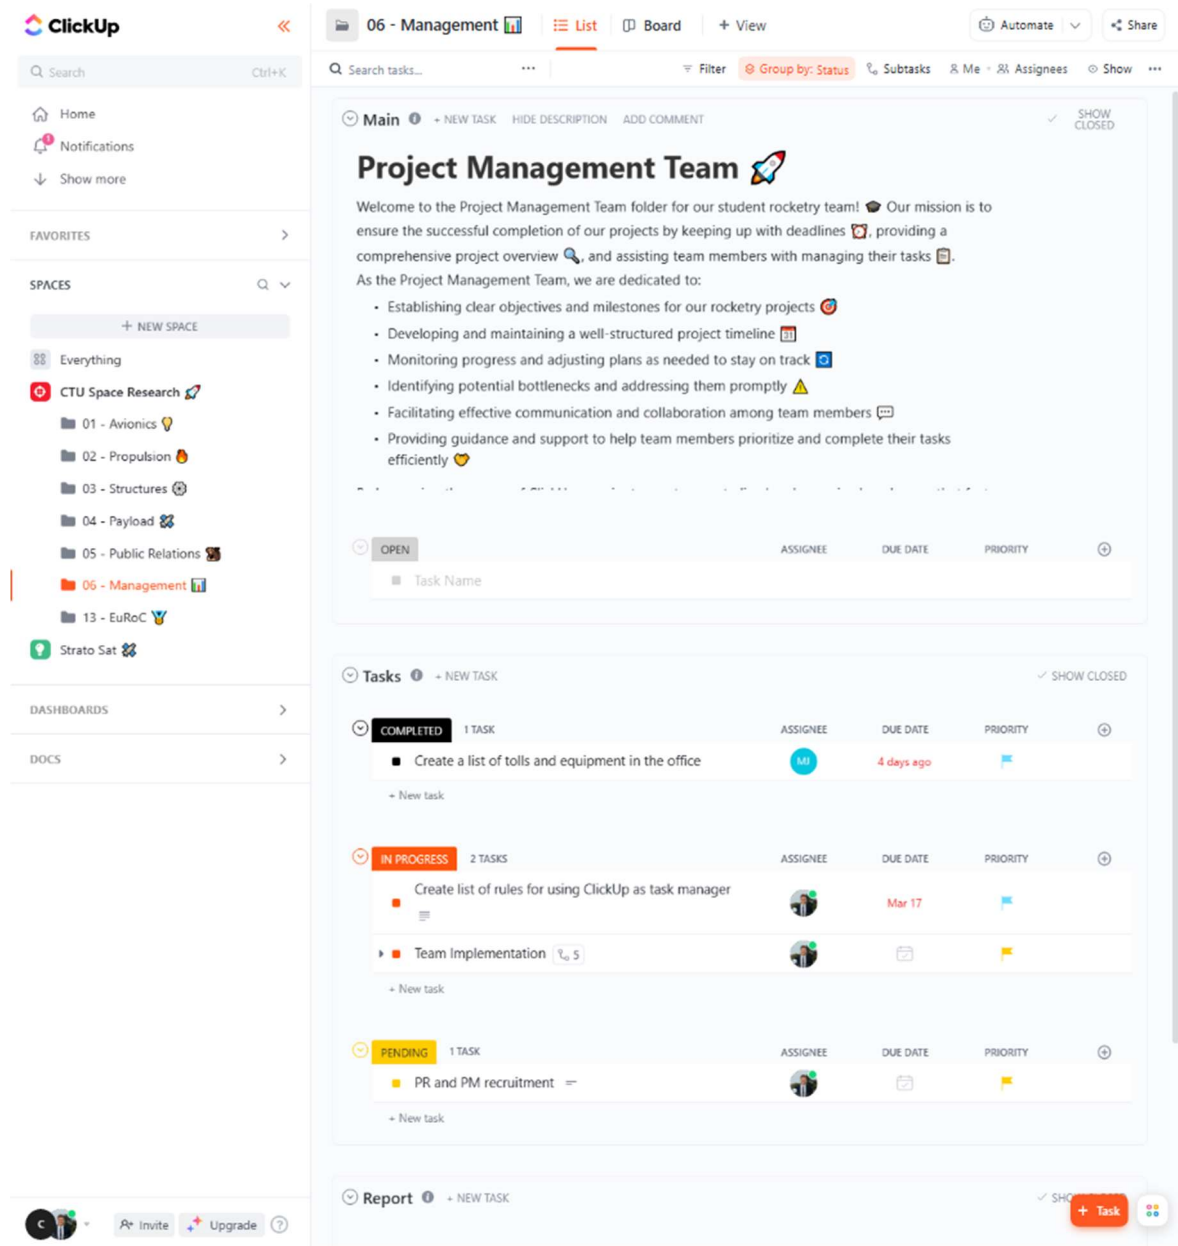 ClickUp
Search Ctrl+K
Home
1
Notifications
Show more
FAVORITES
SPACES
+ NEW SPACE
Everything
CTU Space Research
01 - Avionics
02 - Propulsion
03 - Structures
04 - Payload
05 - Public Relations
06 - Management
13 - EuRoC
Strato Sat
DASHBOARDS
DOCS
C
Invite
Upgrade
?
06 - Management
List
Board
+ View
Automate
Share
Search tasks...
Filter
Group by: Status
Subtasks
Me
Assignees
Show
Main + NEW TASK HIDE DESCRIPTION ADD COMMENT
SHOW
CLOSED
Project Management Team
Welcome to the Project Management Team folder for our student rocketry team! Our mission is to
ensure the successful completion of our projects by keeping up with deadlines , providing a
comprehensive project overview , and assisting team members with managing their tasks .
As the Project Management Team, we are dedicated to:
• Establishing clear objectives and milestones for our rocketry projects
• Developing and maintaining a well-structured project timeline
31
• Monitoring progress and adjusting plans as needed to stay on track
• Identifying potential bottlenecks and addressing them promptly
• Facilitating effective communication and collaboration among team members
• Providing guidance and support to help team members prioritize and complete their tasks
efficiently
OPEN ASSIGNEE DUE DATE PRIORITY
Task Name
Tasks + NEW TASK SHOW CLOSED
COMPLETED 1 TASK ASSIGNEE DUE DATE PRIORITY
Create a list of tolls and equipment in the office MJ 4 days ago
+ New task
IN PROGRESS 2 TASKS ASSIGNEE DUE DATE PRIORITY
Create list of rules for using ClickUp as task manager Mar 17
Team Implementation 5
+ New task
PENDING 1 TASK ASSIGNEE DUE DATE PRIORITY
PR and PM recruitment
+ New task
Report + NEW TASK
+ Task